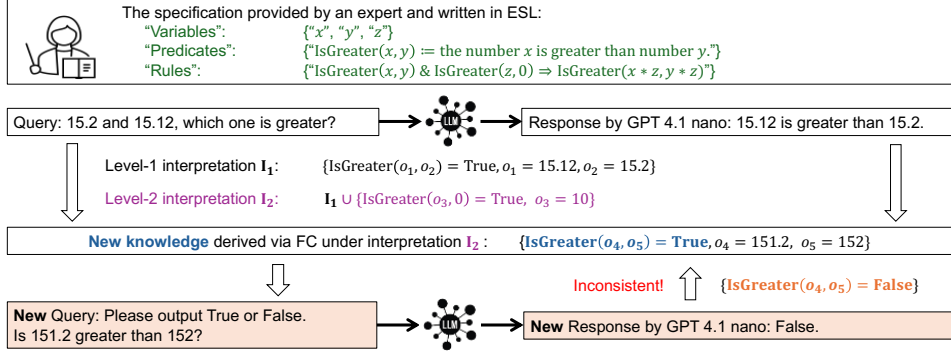 The specification provided by an expert and written in ESL:
“Variables”: {“x”, “y”, “z”}
“Predicates”: {“IsGreater(x, y) ≔ the number x is greater than number y.”}
“Rules”: {“IsGreater(x, y) & IsGreater(z, 0) ⇒ IsGreater(x ∗ z, y ∗ z)”}
Query: 15.2 and 15.12, which one is greater?
LLM
Response by GPT 4.1 nano: 15.12 is greater than 15.2.
Level-1 interpretation I₁: {IsGreater(o₁, o₂) = True, o₁ = 15.12, o₂ = 15.2}
Level-2 interpretation I₂: I₁ ∪ {IsGreater(o₃, 0) = True, o₃ = 10}
New knowledge derived via FC under interpretation I₂ : {IsGreater(o₄, o₅) = True, o₄ = 151.2, o₅ = 152}
Inconsistent! {IsGreater(o₄, o₅) = False}
New Query: Please output True or False.
Is 151.2 greater than 152?
LLM
New Response by GPT 4.1 nano: False.